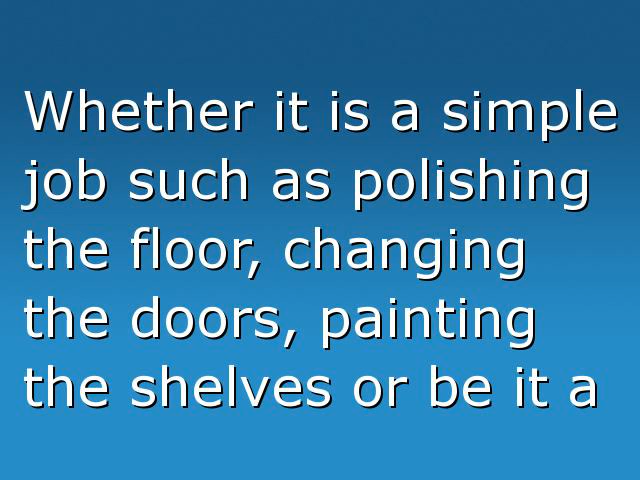 Whether it is a simple
job such as polishing
the floor, changing
the doors, painting
the shelves or be it a